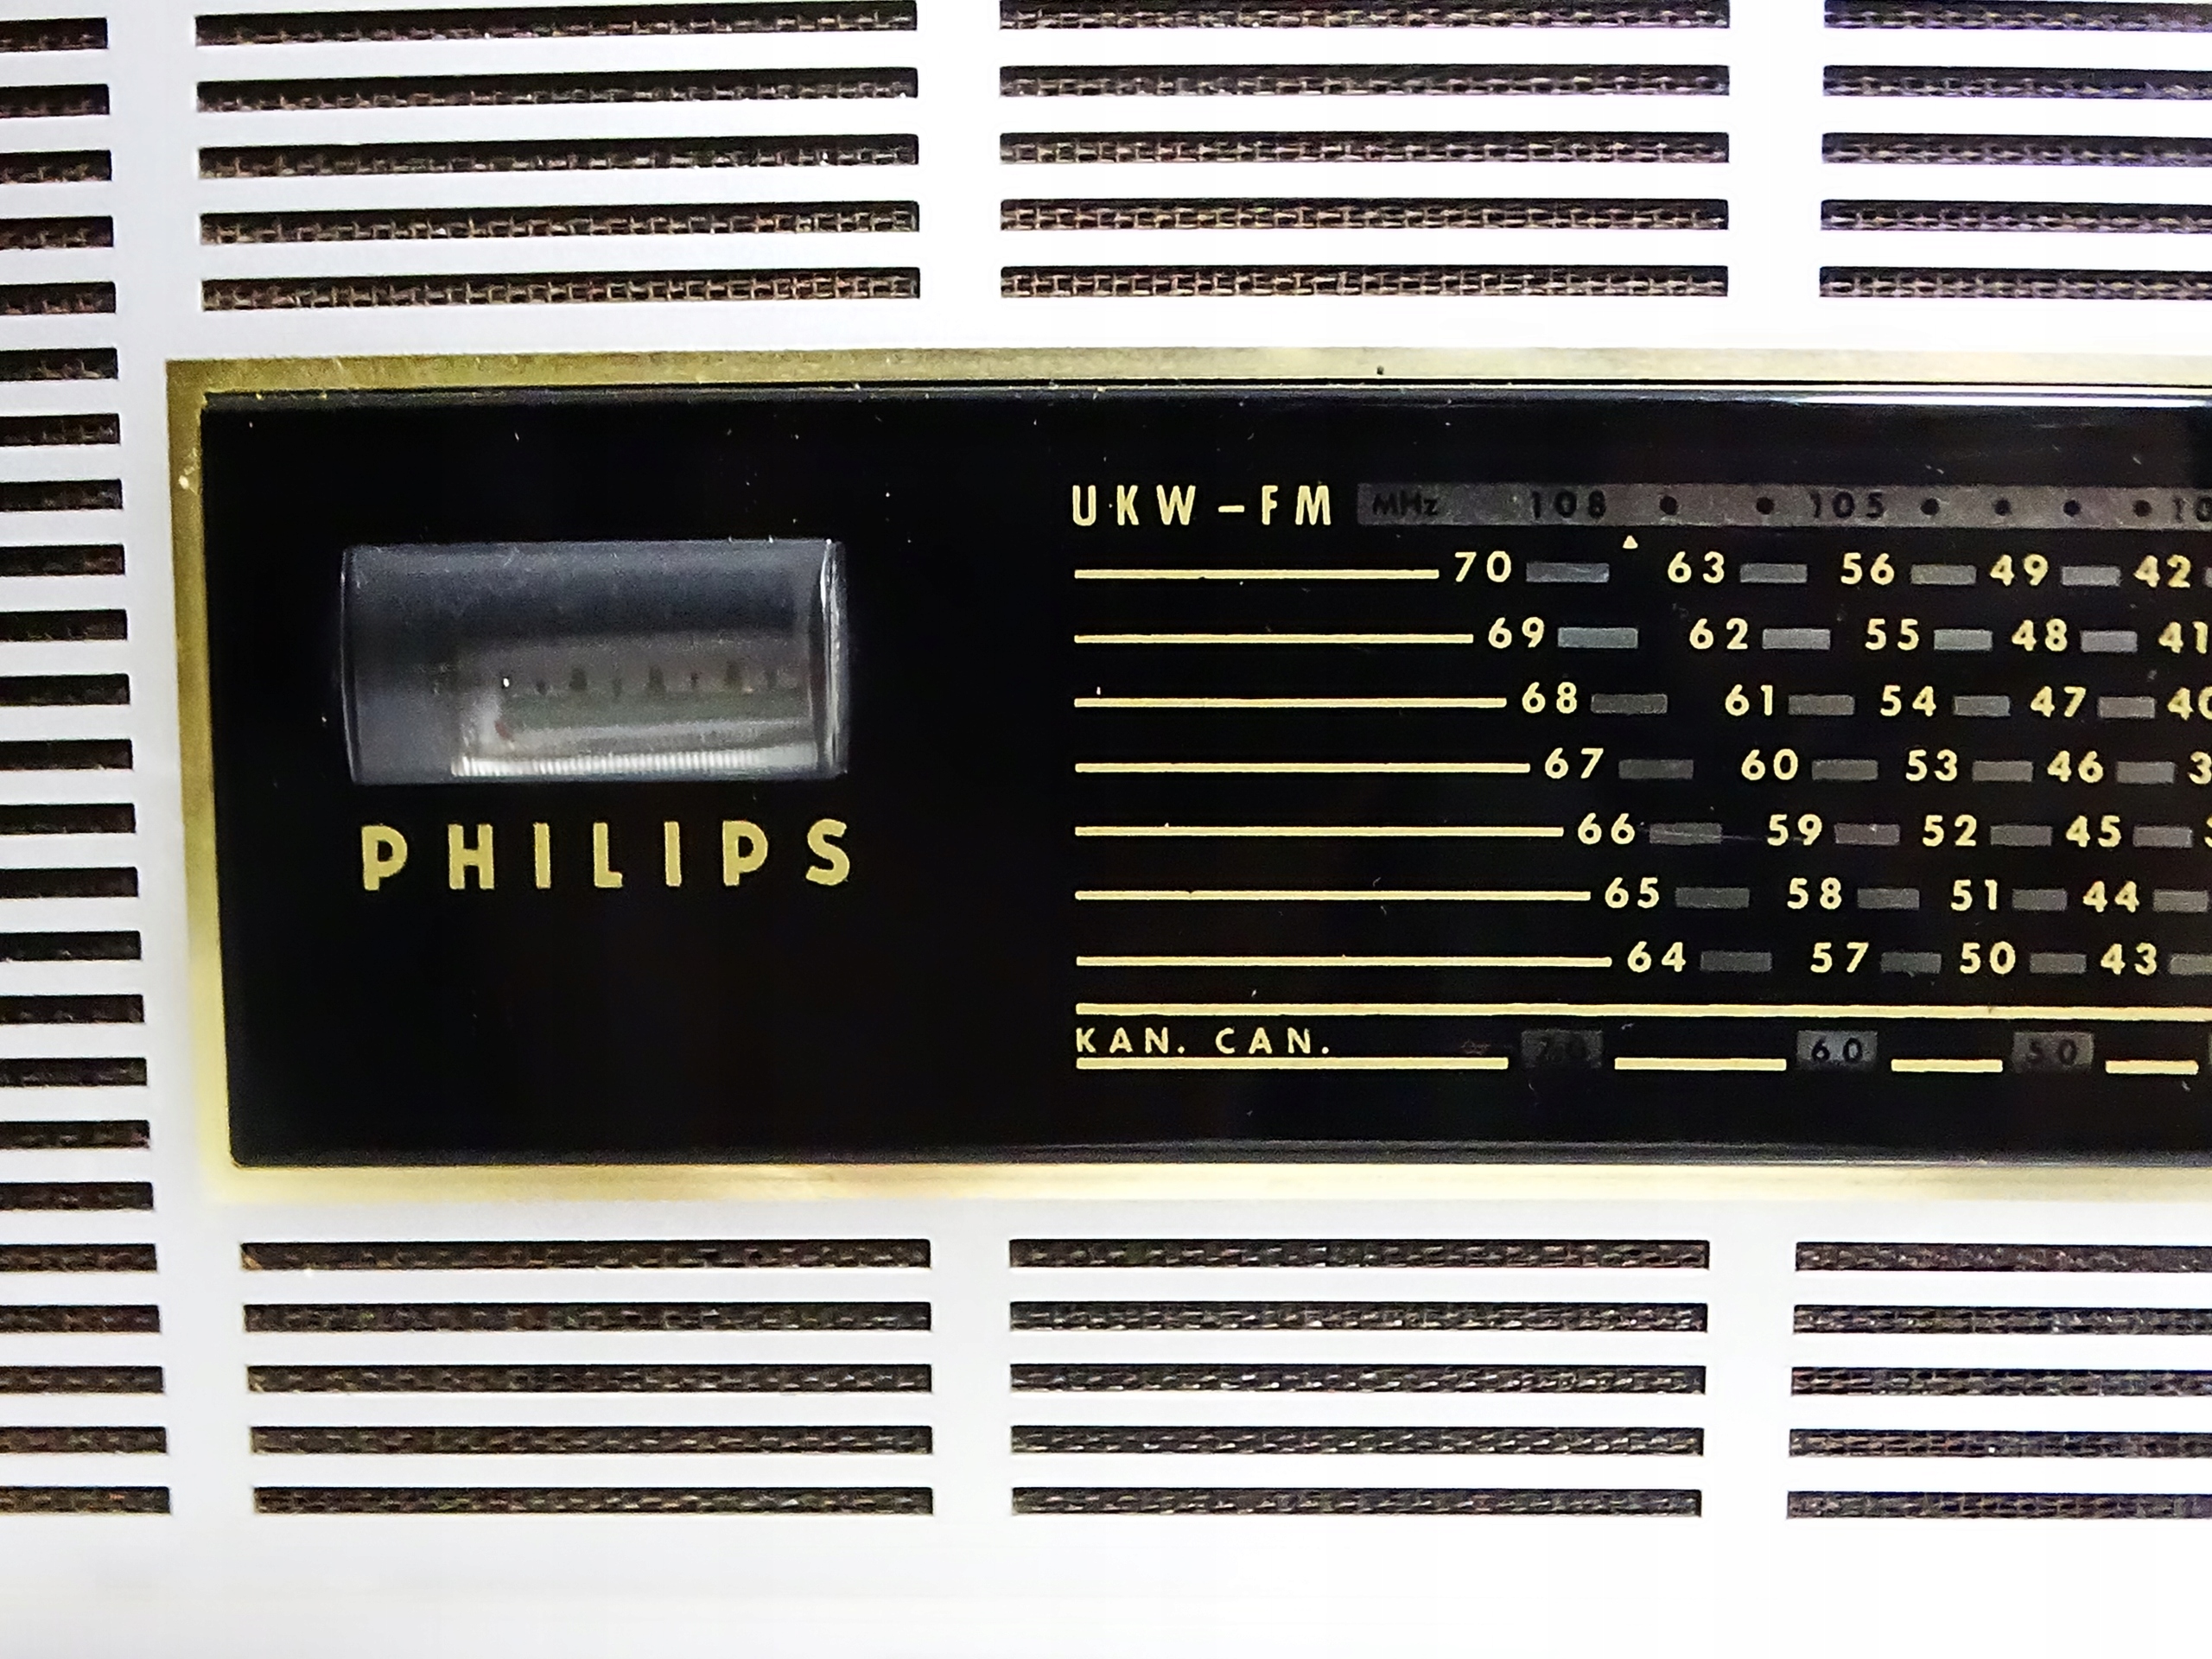 UKW-FM MHz 108 105
70 63 56 49 42
69 62 55 48 41
68 61 54 47
67 60 53 46
PHILIPS
66 59 52 45
65 58 51 44
64 57 50 43
KAN. CAN. 70 60 50